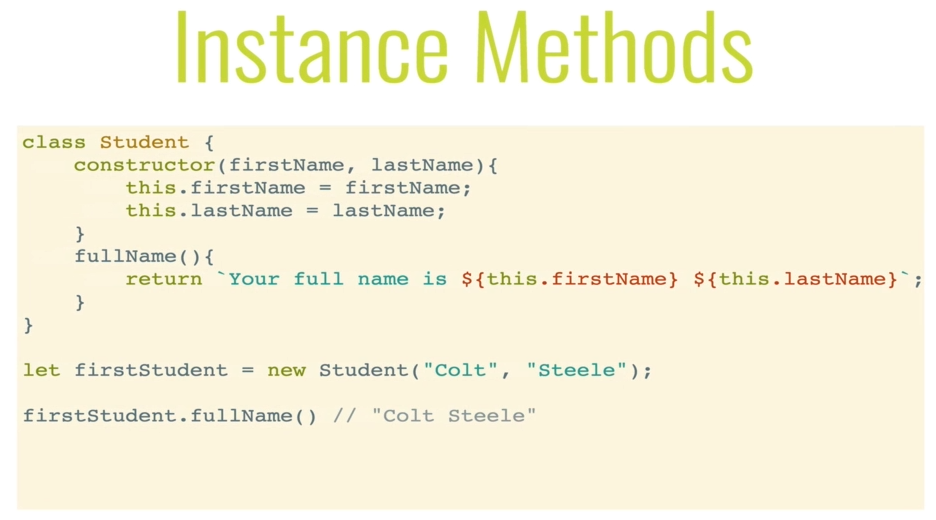 Instance Methods
class Student {
    constructor(firstName, lastName){
        this.firstName = firstName;
        this.lastName = lastName;
    }
    fullName(){
        return `Your full name is ${this.firstName} ${this.lastName}`;
    }
}
let firstStudent = new Student("Colt", "Steele");
firstStudent.fullName() // "Colt Steele"